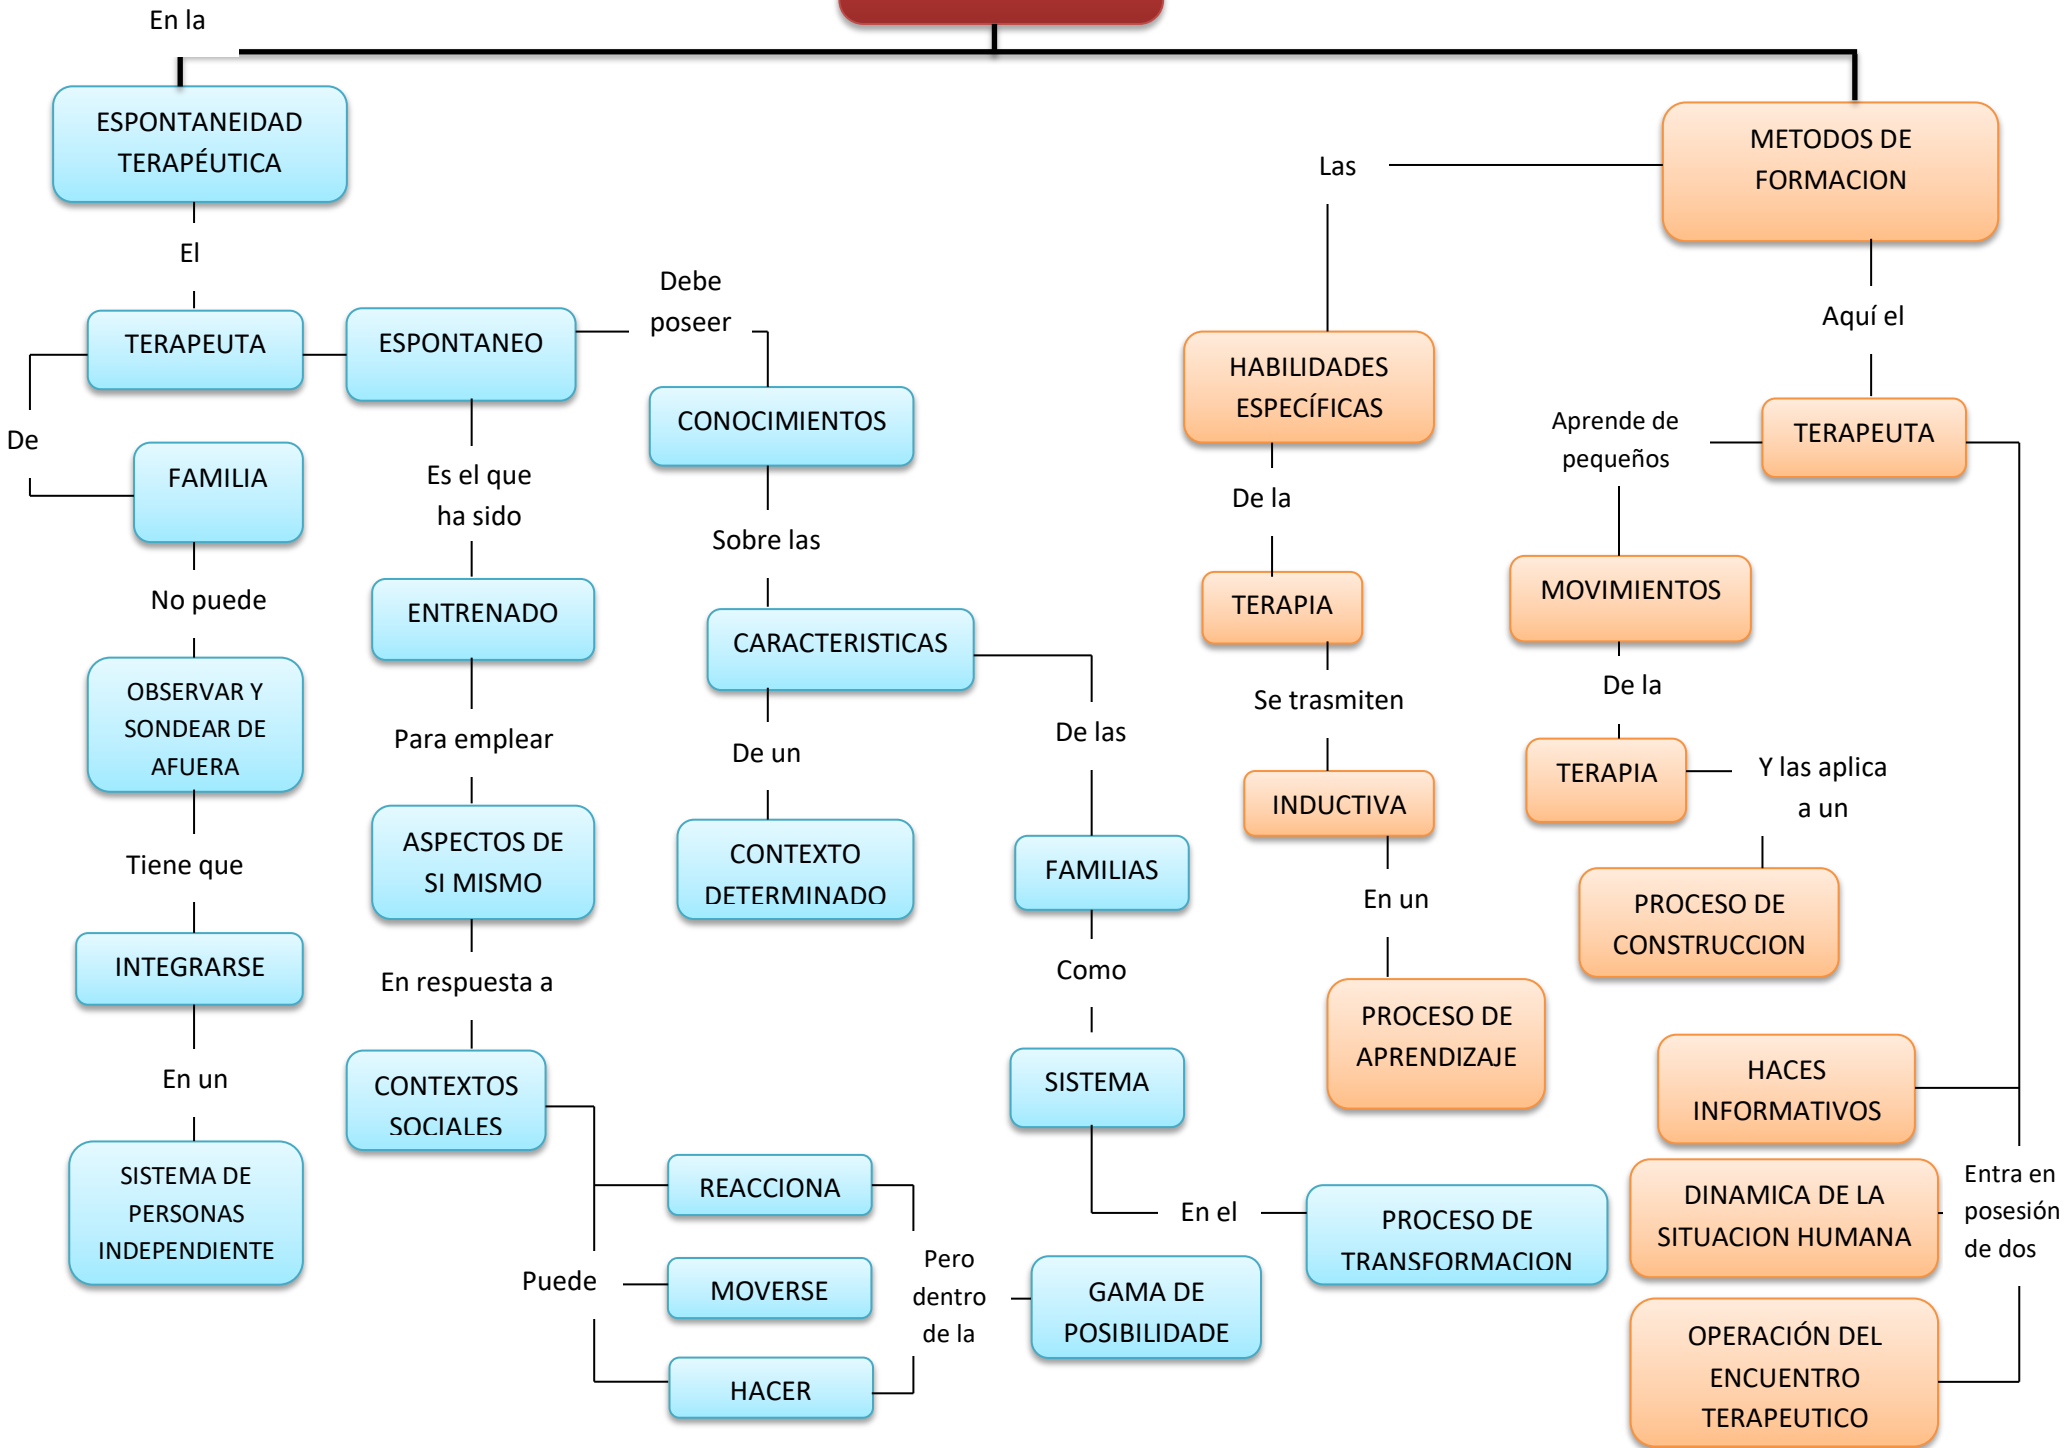 En la
ESPONTANEIDAD
TERAPÉUTICA
El
TERAPEUTA
De
FAMILIA
No puede
OBSERVAR Y
SONDEAR DE
AFUERA
Tiene que
INTEGRARSE
En un
SISTEMA DE
PERSONAS
INDEPENDIENTE
ESPONTANEO
Es el que
ha sido
ENTRENADO
Para emplear
ASPECTOS DE
SI MISMO
En respuesta a
CONTEXTOS
SOCIALES
Puede
REACCIONA
MOVERSE
HACER
Pero
dentro
de la
GAMA DE
POSIBILIDADE
Debe
poseer
CONOCIMIENTOS
Sobre las
CARACTERISTICAS
De un
CONTEXTO
DETERMINADO
De las
FAMILIAS
Como
SISTEMA
En el
PROCESO DE
TRANSFORMACION
METODOS DE
FORMACION
Las
HABILIDADES
ESPECÍFICAS
De la
TERAPIA
Se trasmiten
INDUCTIVA
En un
PROCESO DE
APRENDIZAJE
Aquí el
TERAPEUTA
Aprende de
pequeños
MOVIMIENTOS
De la
TERAPIA
Y las aplica
a un
PROCESO DE
CONSTRUCCION
Entra en
posesión
de dos
HACES
INFORMATIVOS
DINAMICA DE LA
SITUACION HUMANA
OPERACIÓN DEL
ENCUENTRO
TERAPEUTICO